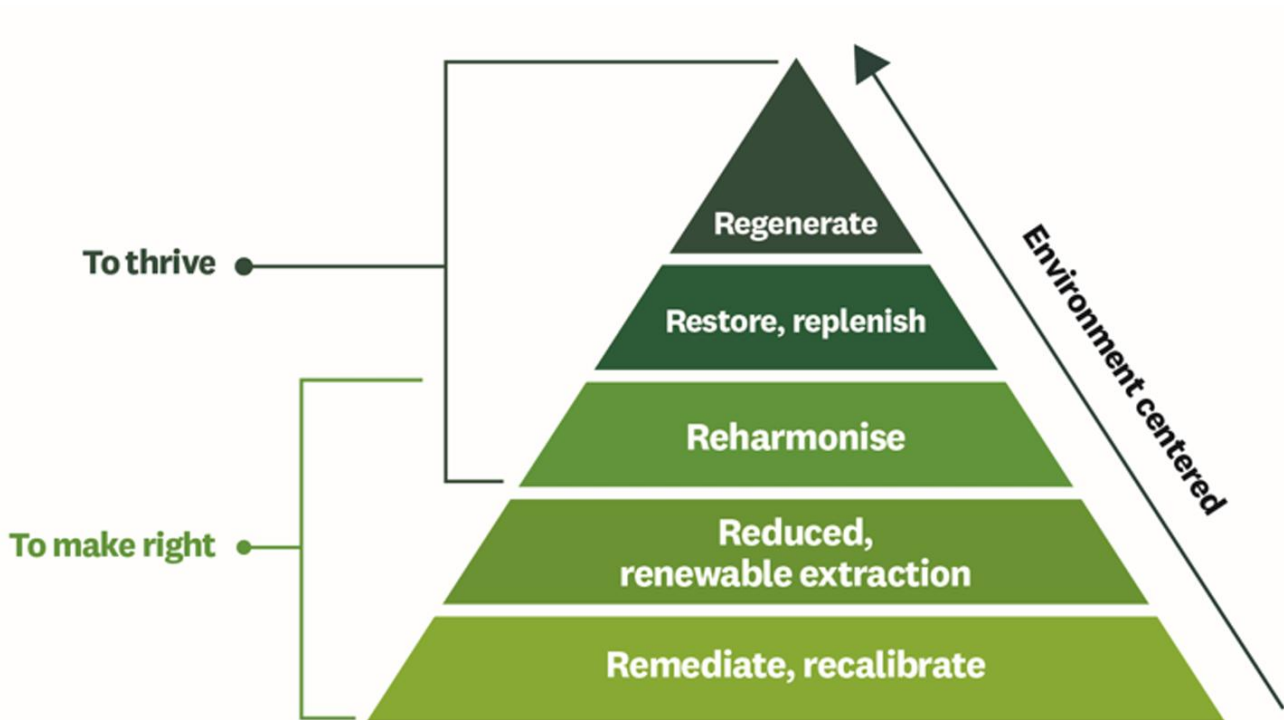 Regenerate
To thrive
Restore, replenish
Environment centered
Reharmonise
To make right
Reduced,
renewable extraction
Remediate, recalibrate